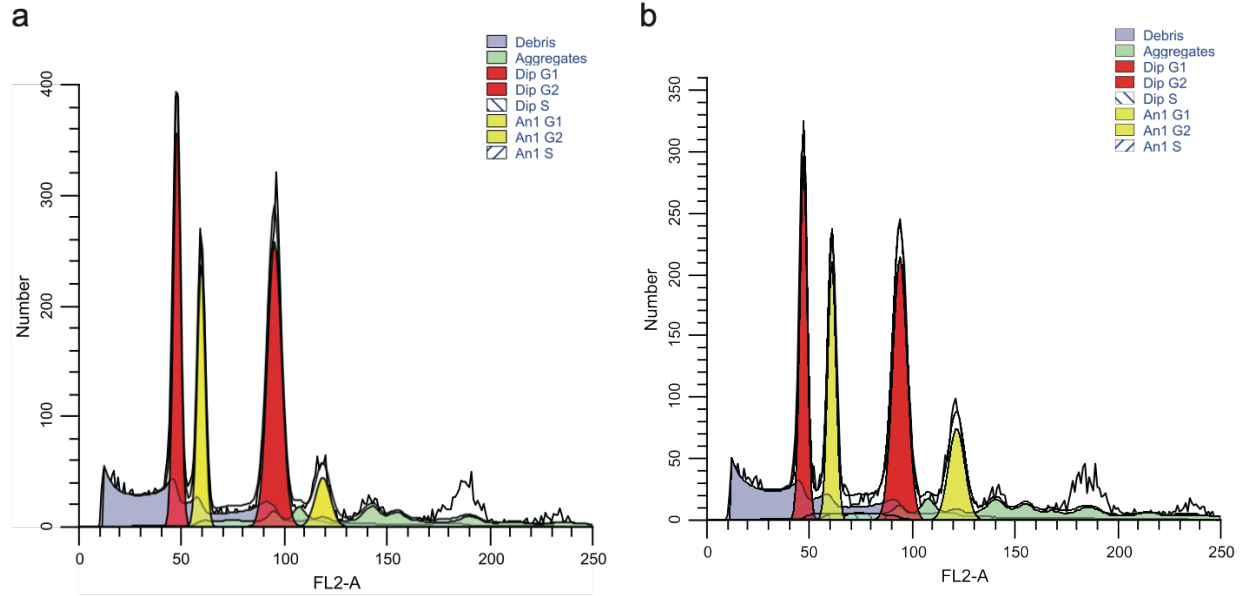 a
Debris
Aggregates
Dip G1
Dip G2
Dip S
An1 G1
An1 G2
An1 S
400
300
200
100
0
Number
0 50 100 150 200 250
FL2-A
b
Debris
Aggregates
Dip G1
Dip G2
Dip S
An1 G1
An1 G2
An1 S
350
300
250
200
150
100
50
0
Number
0 50 100 150 200 250
FL2-A